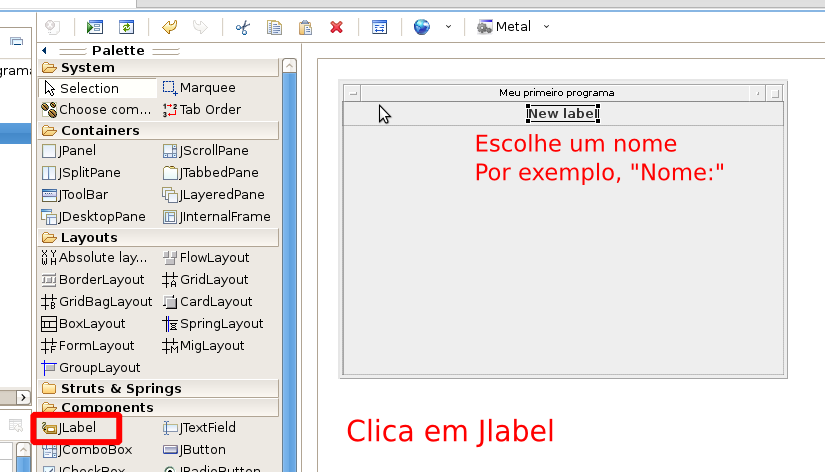 Metal
Palette
System
Selection
Marquee
Choose com...
Tab Order
Containers
JPanel
JScrollPane
JSplitPane
JTabbedPane
JToolBar
JLayeredPane
JDesktopPane
JInternalFrame
Layouts
Absolute lay...
FlowLayout
BorderLayout
GridLayout
GridBagLayout
CardLayout
BoxLayout
SpringLayout
FormLayout
MigLayout
GroupLayout
Struts & Springs
Components
JLabel
JTextField
JComboBox
JButton
JCheckBox
JRadioButton
grama
Meu primeiro programa
New label
Escolhe um nome
Por exemplo, "Nome:"
Clica em Jlabel